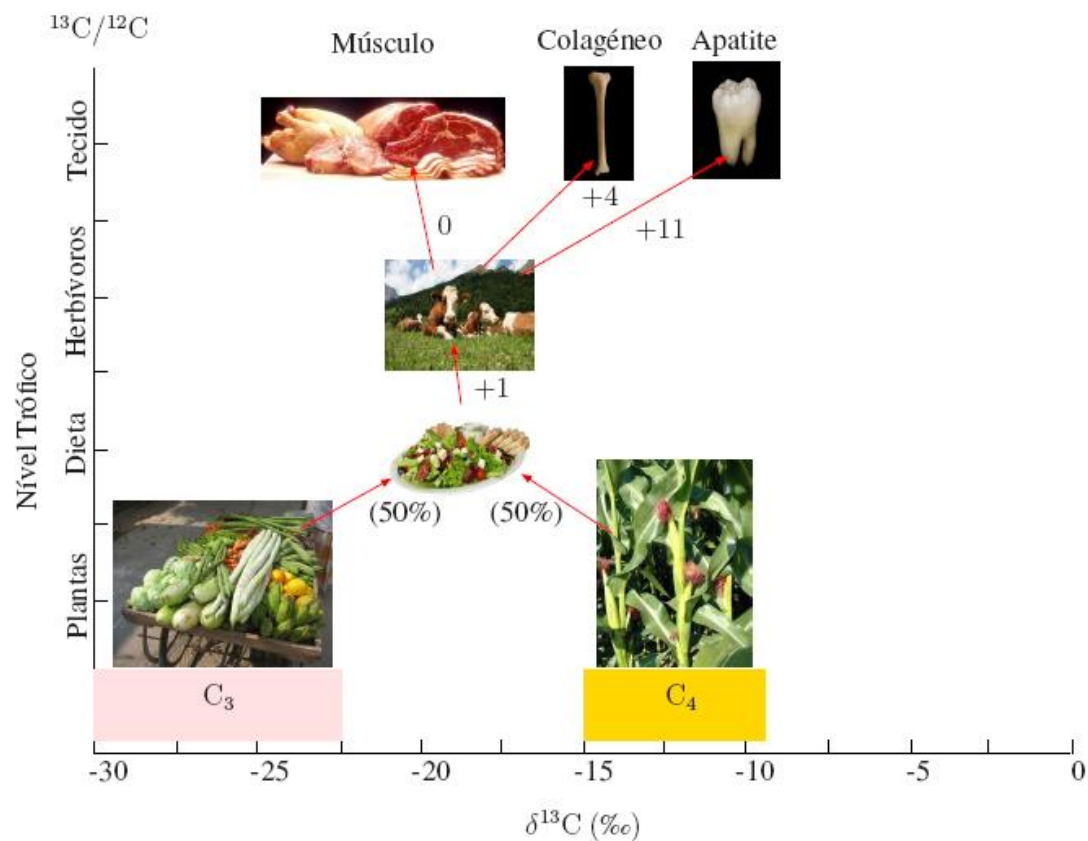 ¹³C/¹²C
Músculo
Colagéneo
Apatite
Tecido
+4
0
+11
Herbívoros
+1
Nível Trófico
Dieta
(50%)
(50%)
Plantas
C₃
C₄
-30
-25
-20
-15
-10
-5
0
δ¹³C (‰)